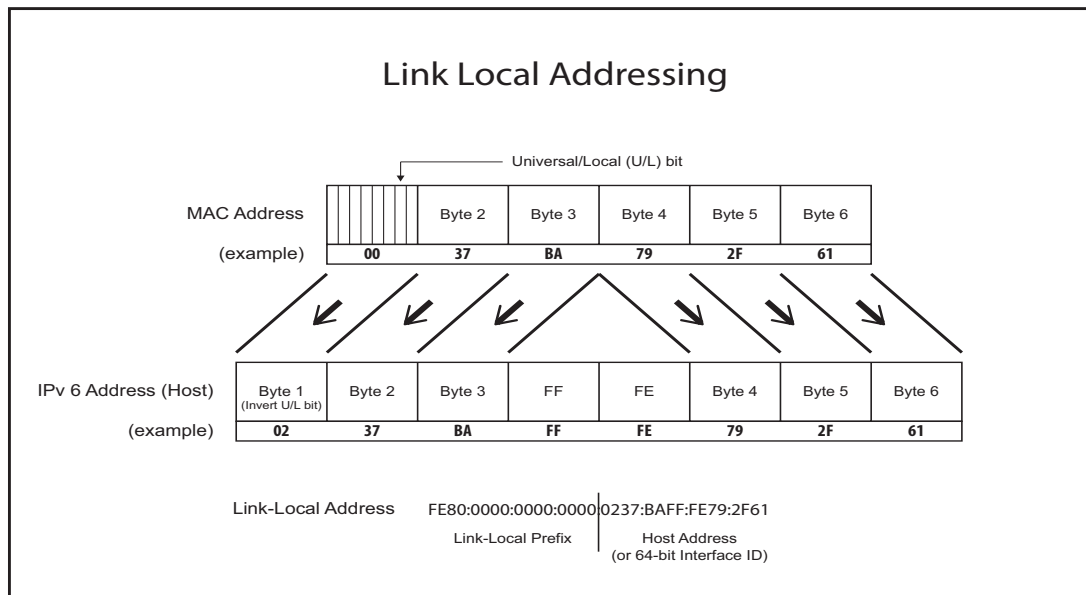 Link Local Addressing
Universal/Local (U/L) bit
MAC Address Byte 2 Byte 3 Byte 4 Byte 5 Byte 6
(example) 00 37 BA 79 2F 61
IPv 6 Address (Host) Byte 1 Byte 2 Byte 3 FF FE Byte 4 Byte 5 Byte 6
(Invert U/L bit)
(example) 02 37 BA FF FE 79 2F 61
Link-Local Address FE80:0000:0000:0000:0237:BAFF:FE79:2F61
Link-Local Prefix Host Address
(or 64-bit Interface ID)